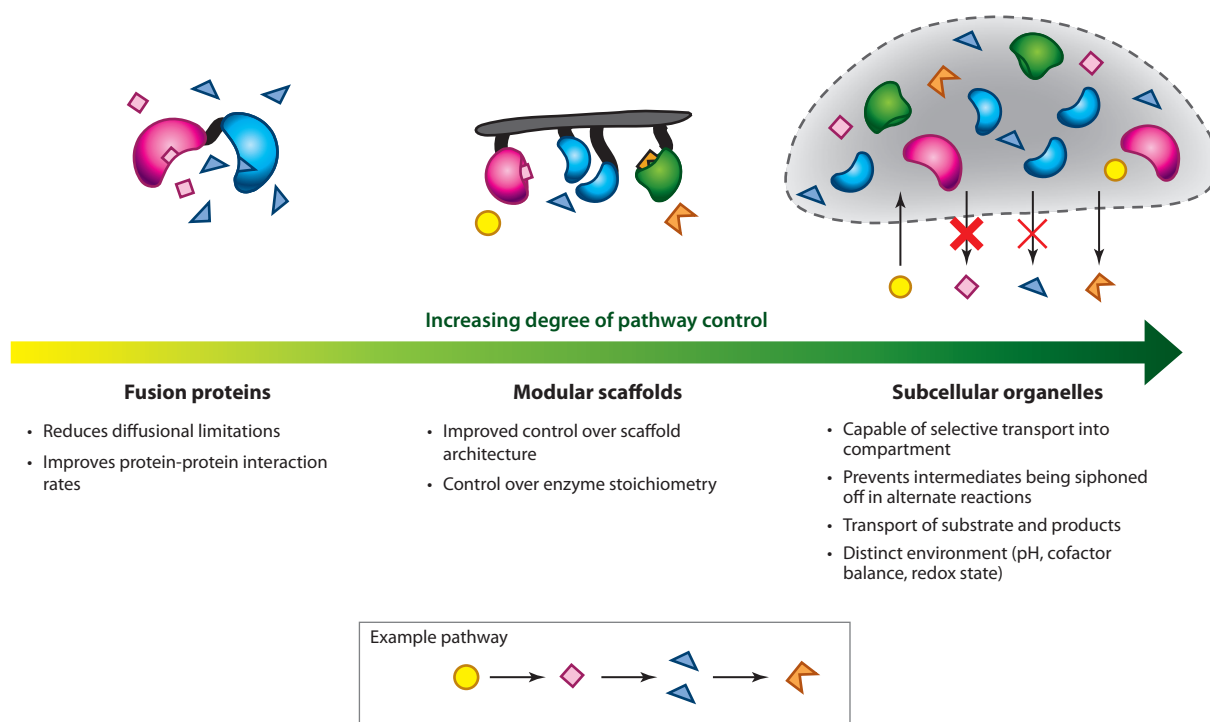 Increasing degree of pathway control
Fusion proteins
• Reduces diffusional limitations
• Improves protein-protein interaction
rates
Modular scaffolds
• Improved control over scaffold
architecture
• Control over enzyme stoichiometry
Subcellular organelles
• Capable of selective transport into
compartment
• Prevents intermediates being siphoned
off in alternate reactions
• Transport of substrate and products
• Distinct environment (pH, cofactor
balance, redox state)
Example pathway